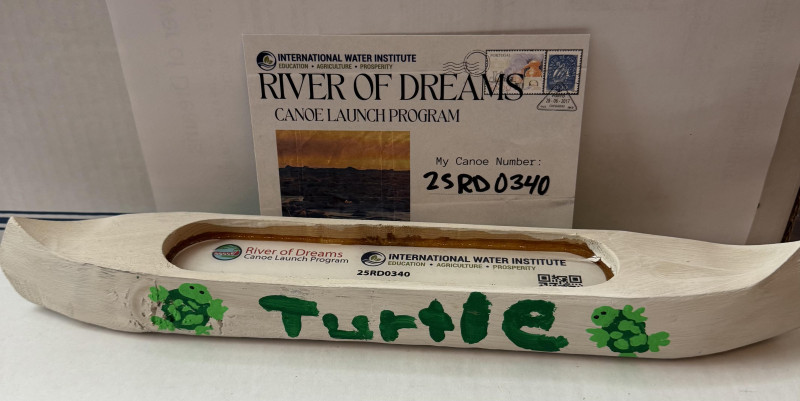 INTERNATIONAL WATER INSTITUTE
EDUCATION • AGRICULTURE • PROSPERITY
RIVER OF DREAMS
CANOE LAUNCH PROGRAM
My Canoe Number:
25RD0340
River of Dreams
Canoe Launch Program
INTERNATIONAL WATER INSTITUTE
EDUCATION • AGRICULTURE • PROSPERITY
25RD0340
Turtle